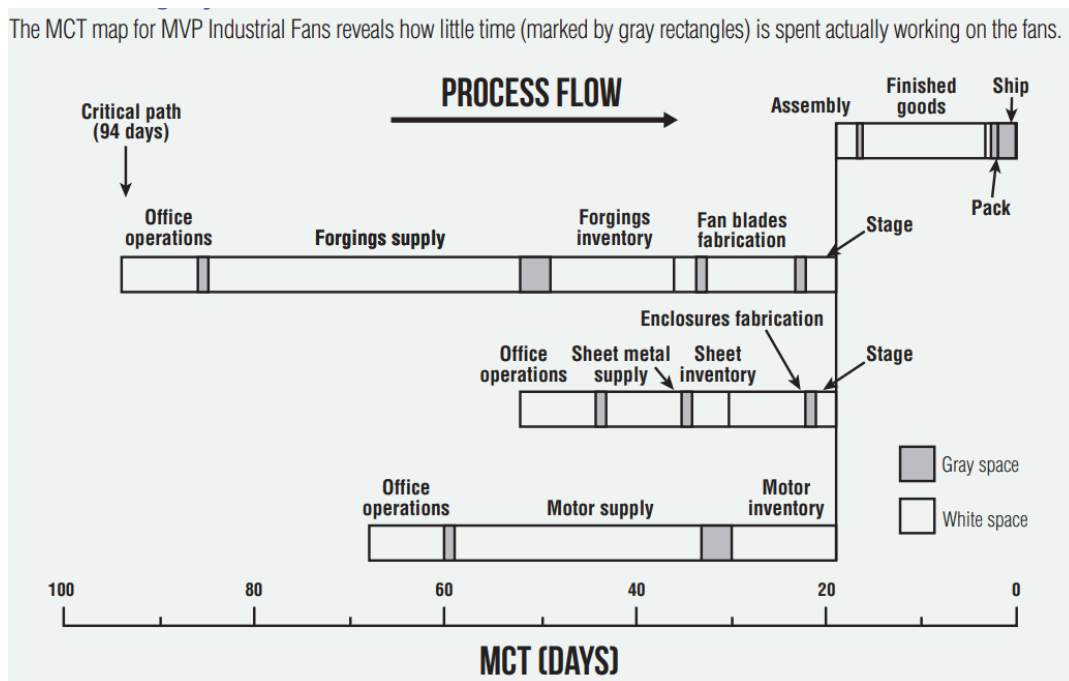 The MCT map for MVP Industrial Fans reveals how little time (marked by gray rectangles) is spent actually working on the fans.
PROCESS FLOW
Critical path
(94 days)
Assembly
Finished
goods
Ship
Pack
Office
operations
Forgings supply
Forgings
inventory
Fan blades
fabrication
Stage
Enclosures fabrication
Office
operations
Sheet metal
supply
Sheet
inventory
Stage
Gray space
White space
Office
operations
Motor supply
Motor
inventory
100
80
60
40
20
0
MCT (DAYS)